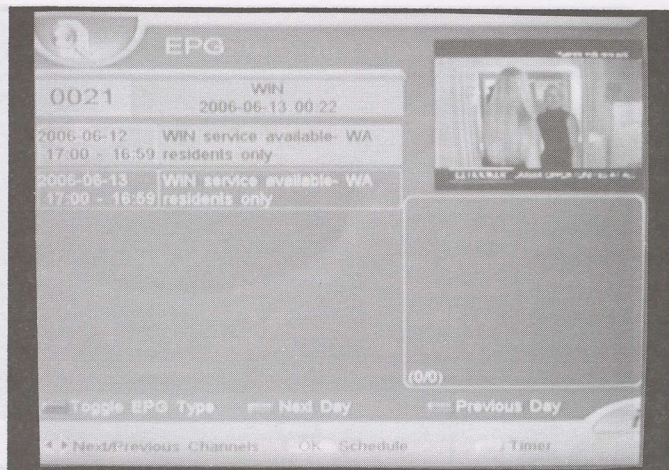 EPG
0021
WIN
2006-06-13 00:22
2006-06-12 WIN service available- WA
17:00 - 16:59 residents only
2006-06-13 WIN service available- WA
17:00 - 16:59 residents only
(0/0)
Toggle EPG Type Next Day Previous Day
Next/Previous Channels OK Schedule Timer